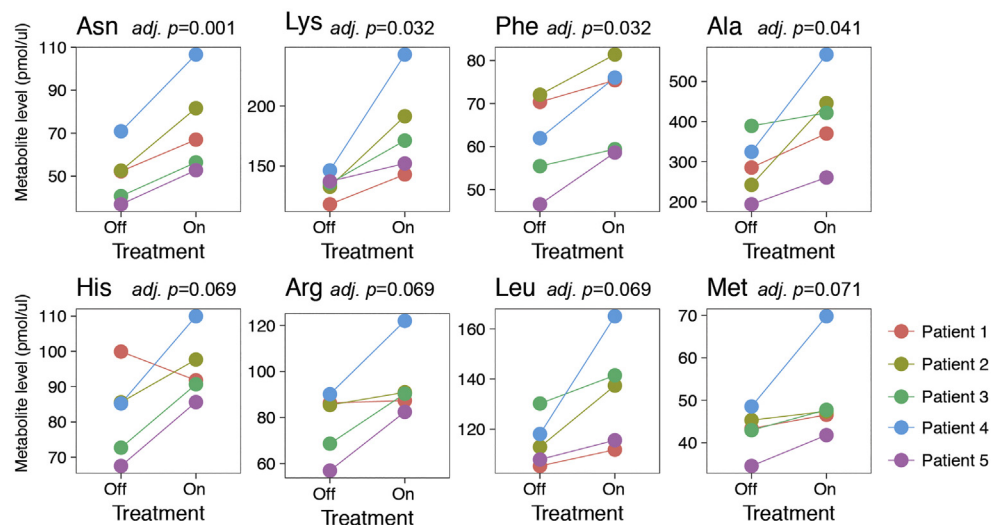 Asn adj. p=0.001
Lys adj. p=0.032
Phe adj. p=0.032
Ala adj. p=0.041
Metabolite level (pmol/ul)
110
90
70
50
200
150
80
70
60
50
500
400
300
200
Off On
Off On
Off On
Off On
Treatment
Treatment
Treatment
Treatment
His adj. p=0.069
Arg adj. p=0.069
Leu adj. p=0.069
Met adj. p=0.071
Metabolite level (pmol/ul)
110
100
90
80
70
120
100
80
60
160
140
120
70
60
50
40
Off On
Off On
Off On
Off On
Treatment
Treatment
Treatment
Treatment
Patient 1
Patient 2
Patient 3
Patient 4
Patient 5